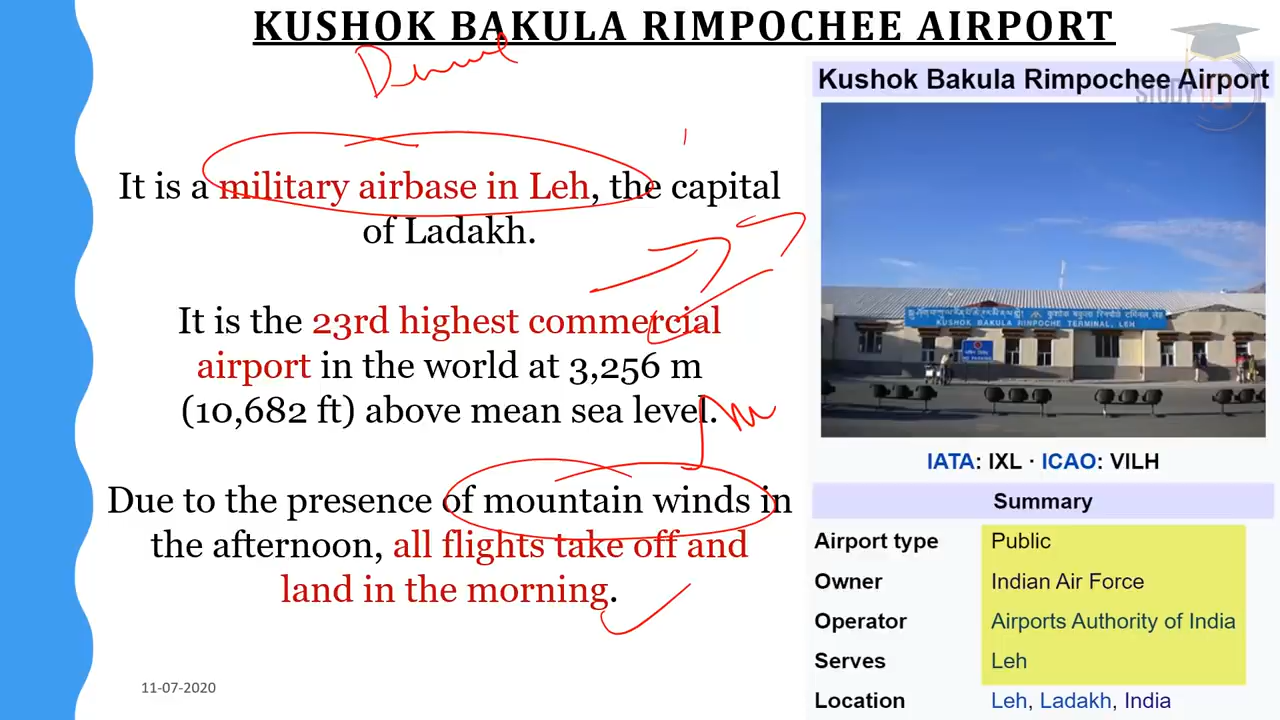 KUSHOK BAKULA RIMPOCHEE AIRPORT
It is a military airbase in Leh, the capital
of Ladakh.
It is the 23rd highest commercial
airport in the world at 3,256 m
(10,682 ft) above mean sea level.
Due to the presence of mountain winds in
the afternoon, all flights take off and
land in the morning.
11-07-2020
STUDY
Kushok Bakula Rimpochee Airport
KUSHOK BAKULA RINPOCHE TERMINAL, LEH
IATA: IXL · ICAO: VILH
Summary
Airport type Public
Owner Indian Air Force
Operator Airports Authority of India
Serves Leh
Location Leh, Ladakh, India